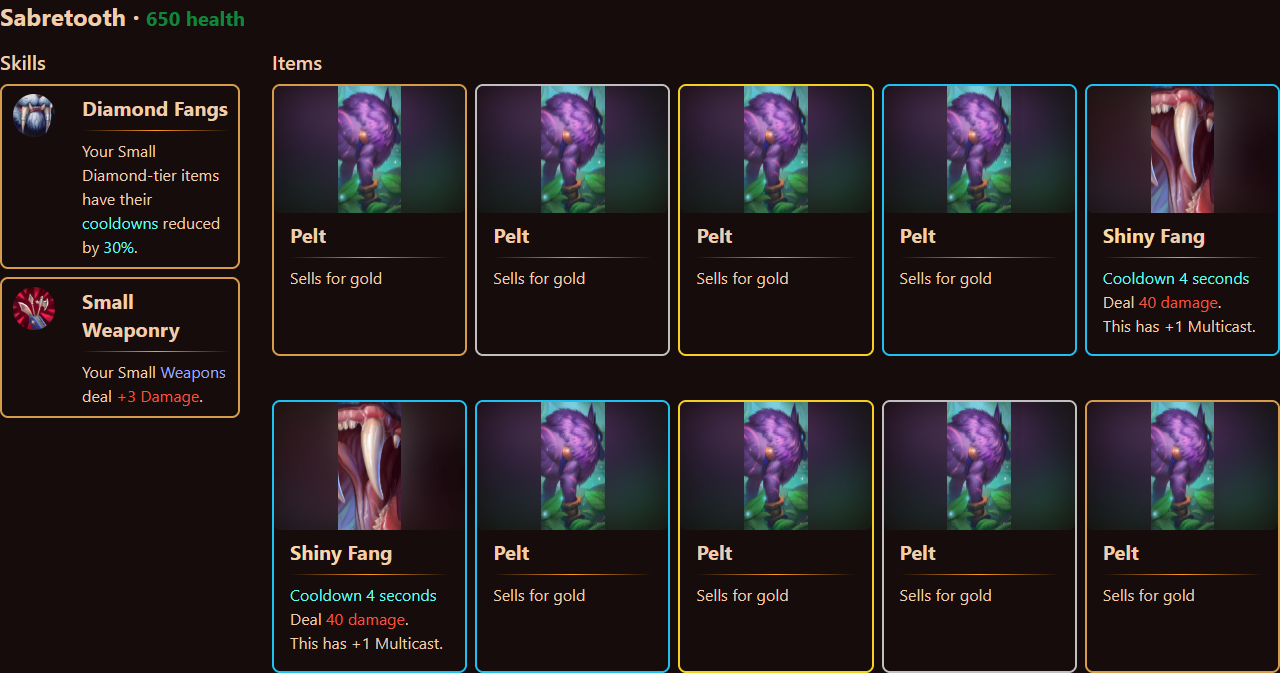 Sabretooth · 650 health
Skills
Diamond Fangs
Your Small
Diamond-tier items
have their
cooldowns reduced
by 30%.
Small
Weaponry
Your Small Weapons
deal +3 Damage.
Items
Pelt
Sells for gold
Pelt
Sells for gold
Pelt
Sells for gold
Pelt
Sells for gold
Shiny Fang
Cooldown 4 seconds
Deal 40 damage.
This has +1 Multicast.
Shiny Fang
Cooldown 4 seconds
Deal 40 damage.
This has +1 Multicast.
Pelt
Sells for gold
Pelt
Sells for gold
Pelt
Sells for gold
Pelt
Sells for gold